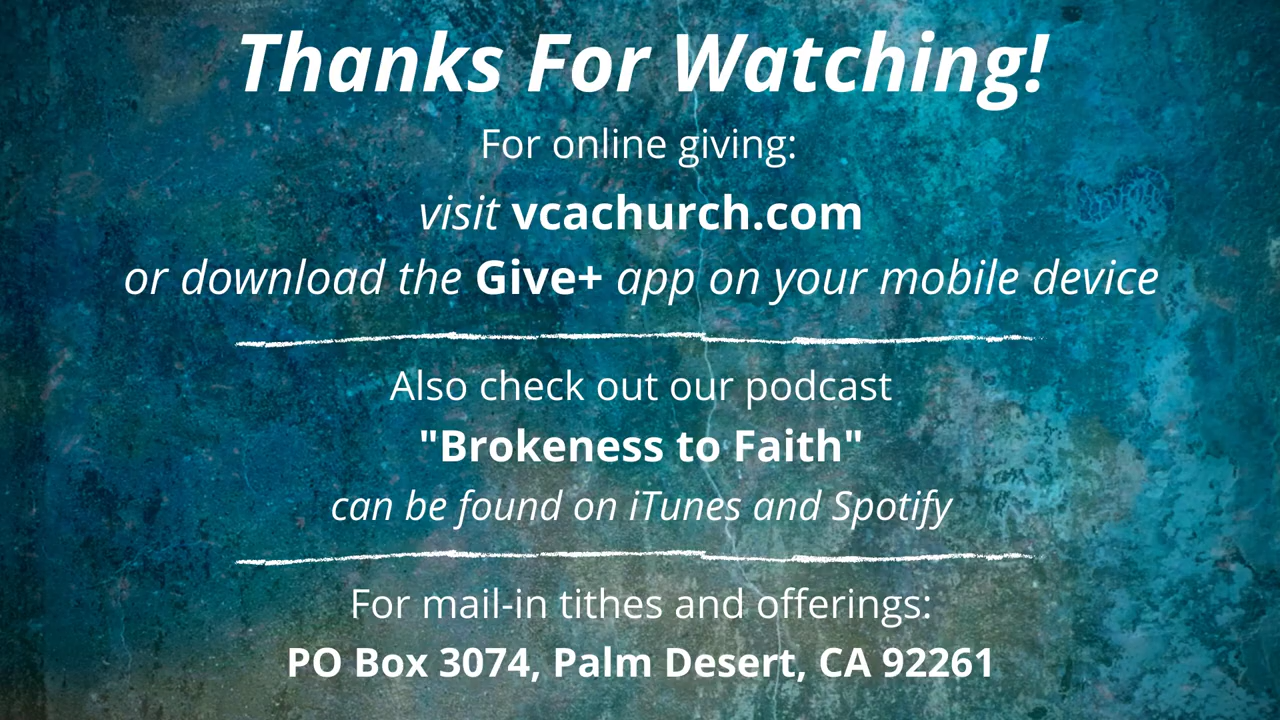 Thanks For Watching!
For online giving:
visit vcachurch.com
or download the Give+ app on your mobile device
Also check out our podcast
"Brokeness to Faith"
can be found on iTunes and Spotify
For mail-in tithes and offerings:
PO Box 3074, Palm Desert, CA 92261